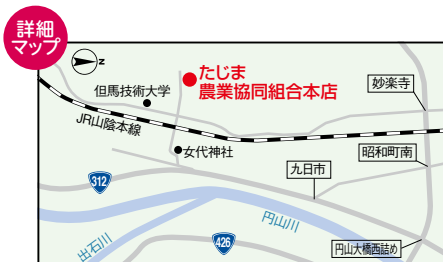 詳細
マップ
N
たじま
農業協同組合本店
但馬技術大学
妙楽寺
JR山陰本線
女代神社
昭和町南
九日市
312
円山川
出石川
426
円山大橋西詰め